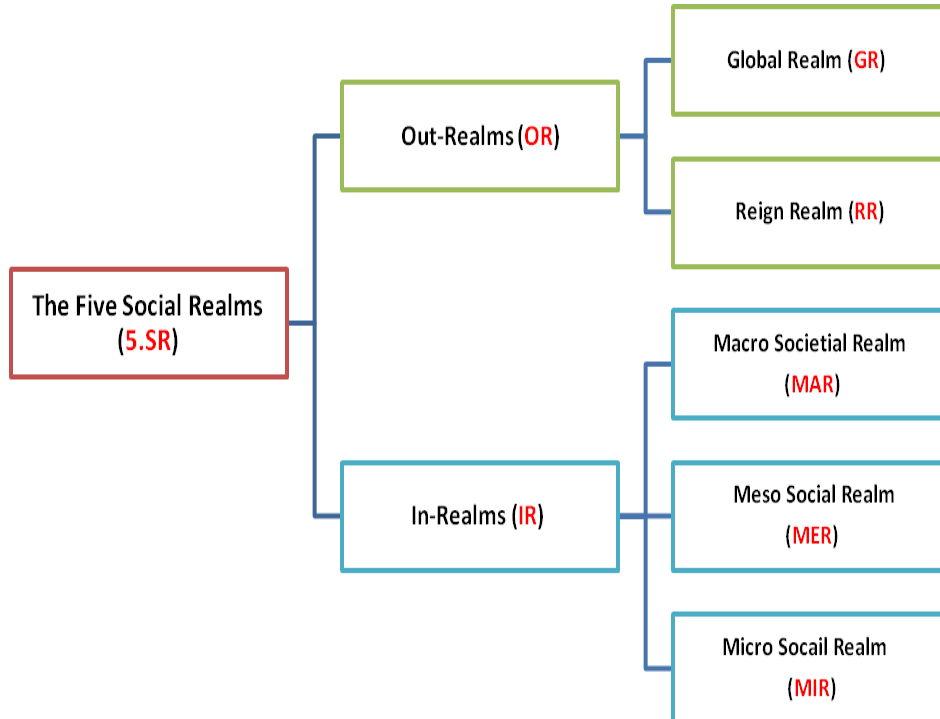 The Five Social Realms
(5.SR)
Out-Realms (OR)
Global Realm (GR)
Reign Realm (RR)
In-Realms (IR)
Macro Societial Realm
(MAR)
Meso Social Realm
(MER)
Micro Socail Realm
(MIR)